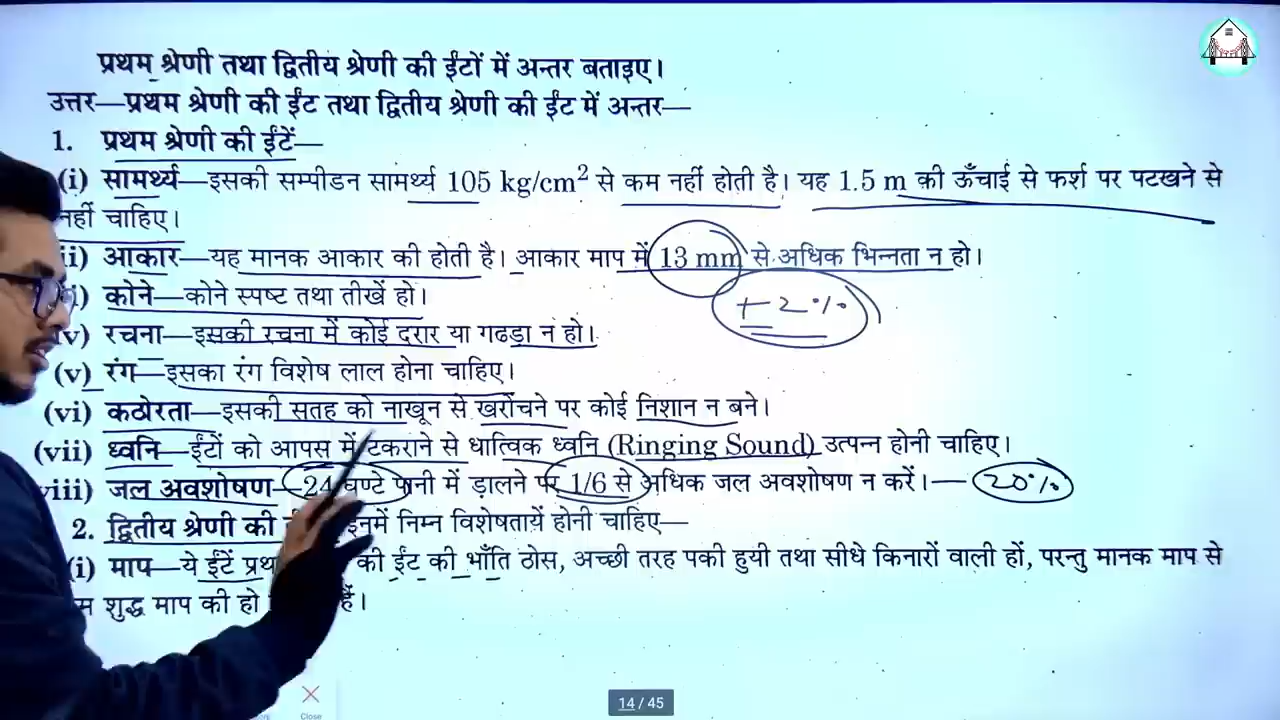 प्रथम श्रेणी तथा द्वितीय श्रेणी की ईंटों में अन्तर बताइए।
उत्तर—प्रथम श्रेणी की ईंट तथा द्वितीय श्रेणी की ईंट में अन्तर—
1. प्रथम श्रेणी की ईंटें—
(i) सामर्थ्य—इसकी सम्पीडन सामर्थ्य 105 kg/cm² से कम नहीं होती है। यह 1.5 m की ऊँचाई से फर्श पर पटखने से
नहीं चाहिए।
ii) आकार—यह मानक आकार की होती है। आकार माप में 13 mm से अधिक भिन्नता न हो।
) कोने—कोने स्पष्ट तथा तीखें हो।
+ 2%
v) रचना—इसकी रचना में कोई दरार या गढड़ा न हो।
(v) रंग—इसका रंग विशेष लाल होना चाहिए।
(vi) कठोरता—इसकी सतह को नाखून से खरोंचने पर कोई निशान न बने।
(vii) ध्वनि—ईंटों को आपस में टकराने से धात्विक ध्वनि (Ringing Sound) उत्पन्न होनी चाहिए।
viii) जल अवशोषण—24 घण्टे पानी में ड़ालने पर 1/6 से अधिक जल अवशोषण न करें।— 20%
2. द्वितीय श्रेणी की इनमें निम्न विशेषतायें होनी चाहिए—
(i) माप—ये ईंटें प्रथ की ईंट की भाँति ठोस, अच्छी तरह पकी हुयी तथा सीधे किनारों वाली हों, परन्तु मानक माप से
शुद्ध माप की हो हैं।
Close
14 / 45